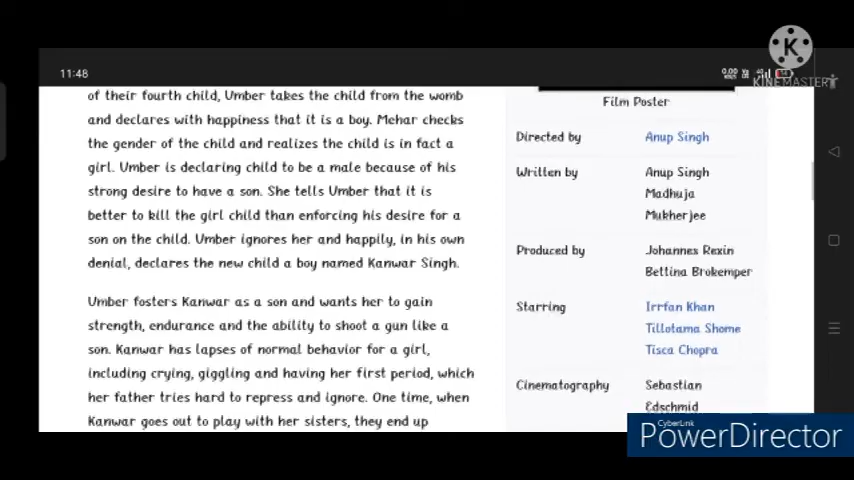 11:48
KINEMASTER
of their fourth child, Umber takes the child from the womb
and declares with happiness that it is a boy. Mehar checks
the gender of the child and realizes the child is in fact a
girl. Umber is declaring child to be a male because of his
strong desire to have a son. She tells Umber that it is
better to kill the girl child than enforcing his desire for a
son on the child. Umber ignores her and happily, in his own
denial, declares the new child a boy named Kanwar Singh.
Umber fosters Kanwar as a son and wants her to gain
strength, endurance and the ability to shoot a gun like a
son. Kanwar has lapses of normal behavior for a girl,
including crying, giggling and having her first period, which
her father tries hard to repress and ignore. One time, when
Kanwar goes out to play with her sisters, they end up
Film Poster
Directed by Anup Singh
Written by Anup Singh
Madhuja
Mukherjee
Produced by Johannes Rexin
Bettina Brokemper
Starring Irrfan Khan
Tillotama Shome
Tisca Chopra
Cinematography Sebastian
Edschmid
CyberLink
PowerDirector